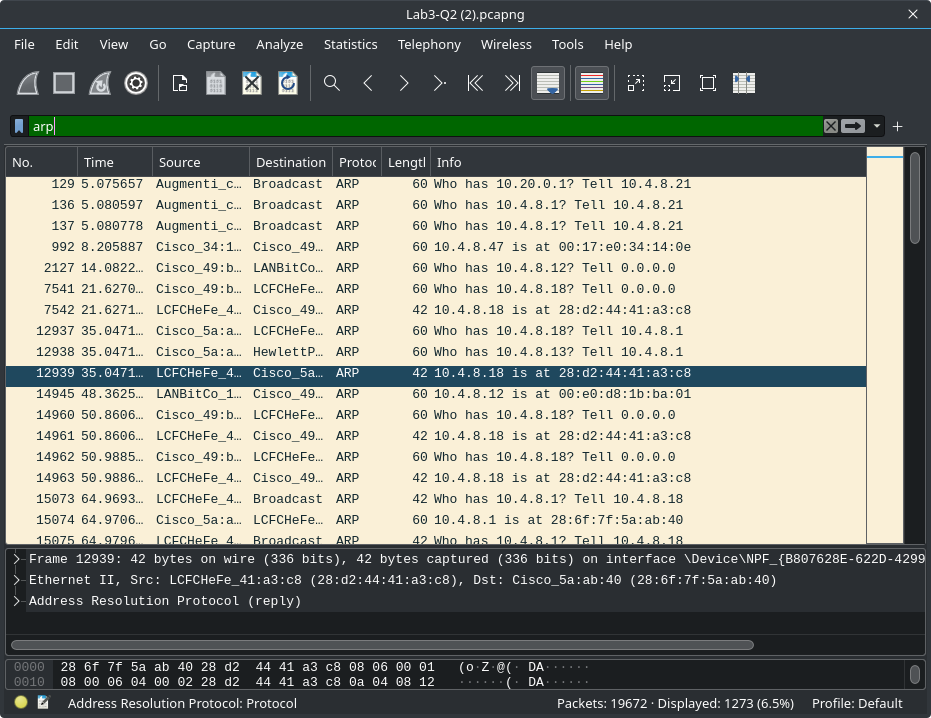 Lab3-Q2 (2).pcapng
File Edit View Go Capture Analyze Statistics Telephony Wireless Tools Help
arp
No. Time Source Destination Protoc Lengtl Info
129 5.075657 Augmenti_c… Broadcast ARP 60 Who has 10.20.0.1? Tell 10.4.8.21
136 5.080597 Augmenti_c… Broadcast ARP 60 Who has 10.4.8.1? Tell 10.4.8.21
137 5.080778 Augmenti_c… Broadcast ARP 60 Who has 10.4.8.1? Tell 10.4.8.21
992 8.205887 Cisco_34:1… Cisco_49… ARP 60 10.4.8.47 is at 00:17:e0:34:14:0e
2127 14.0822… Cisco_49:b… LANBitCo… ARP 60 Who has 10.4.8.12? Tell 0.0.0.0
7541 21.6270… Cisco_49:b… LCFCHeFe… ARP 60 Who has 10.4.8.18? Tell 0.0.0.0
7542 21.6271… LCFCHeFe_4… Cisco_49… ARP 42 10.4.8.18 is at 28:d2:44:41:a3:c8
12937 35.0471… Cisco_5a:a… LCFCHeFe… ARP 60 Who has 10.4.8.18? Tell 10.4.8.1
12938 35.0471… Cisco_5a:a… HewlettP… ARP 60 Who has 10.4.8.13? Tell 10.4.8.1
12939 35.0471… LCFCHeFe_4… Cisco_5a… ARP 42 10.4.8.18 is at 28:d2:44:41:a3:c8
14945 48.3625… LANBitCo_1… Cisco_49… ARP 60 10.4.8.12 is at 00:e0:d8:1b:ba:01
14960 50.8606… Cisco_49:b… LCFCHeFe… ARP 60 Who has 10.4.8.18? Tell 0.0.0.0
14961 50.8606… LCFCHeFe_4… Cisco_49… ARP 42 10.4.8.18 is at 28:d2:44:41:a3:c8
14962 50.9885… Cisco_49:b… LCFCHeFe… ARP 60 Who has 10.4.8.18? Tell 0.0.0.0
14963 50.9886… LCFCHeFe_4… Cisco_49… ARP 42 10.4.8.18 is at 28:d2:44:41:a3:c8
15073 64.9693… LCFCHeFe_4… Broadcast ARP 42 Who has 10.4.8.1? Tell 10.4.8.18
15074 64.9706… Cisco_5a:a… LCFCHeFe… ARP 60 10.4.8.1 is at 28:6f:7f:5a:ab:40
15075 64.9796… LCFCHeFe_4… Broadcast ARP 42 Who has 10.4.8.1? Tell 10.4.8.18
Frame 12939: 42 bytes on wire (336 bits), 42 bytes captured (336 bits) on interface \Device\NPF_{B807628E-622D-4299
Ethernet II, Src: LCFCHeFe_41:a3:c8 (28:d2:44:41:a3:c8), Dst: Cisco_5a:ab:40 (28:6f:7f:5a:ab:40)
Address Resolution Protocol (reply)
0000 28 6f 7f 5a ab 40 28 d2 44 41 a3 c8 08 06 00 01 (o·Z·@(· DA······
0010 08 00 06 04 00 02 28 d2 44 41 a3 c8 0a 04 08 12 ······(· DA······
Address Resolution Protocol: Protocol Packets: 19672 · Displayed: 1273 (6.5%) Profile: Default